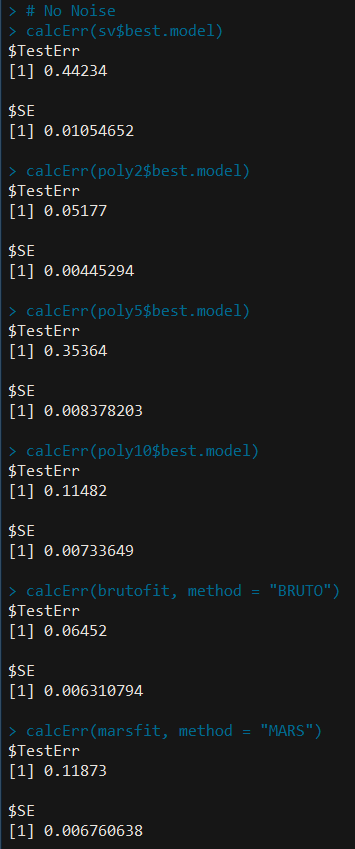 > # No Noise
> calcErr(sv$best.model)
$TestErr
[1] 0.44234
$SE
[1] 0.01054652
> calcErr(poly2$best.model)
$TestErr
[1] 0.05177
$SE
[1] 0.00445294
> calcErr(poly5$best.model)
$TestErr
[1] 0.35364
$SE
[1] 0.008378203
> calcErr(poly10$best.model)
$TestErr
[1] 0.11482
$SE
[1] 0.00733649
> calcErr(brutofit, method = "BRUTO")
$TestErr
[1] 0.06452
$SE
[1] 0.006310794
> calcErr(marsfit, method = "MARS")
$TestErr
[1] 0.11873
$SE
[1] 0.006760638